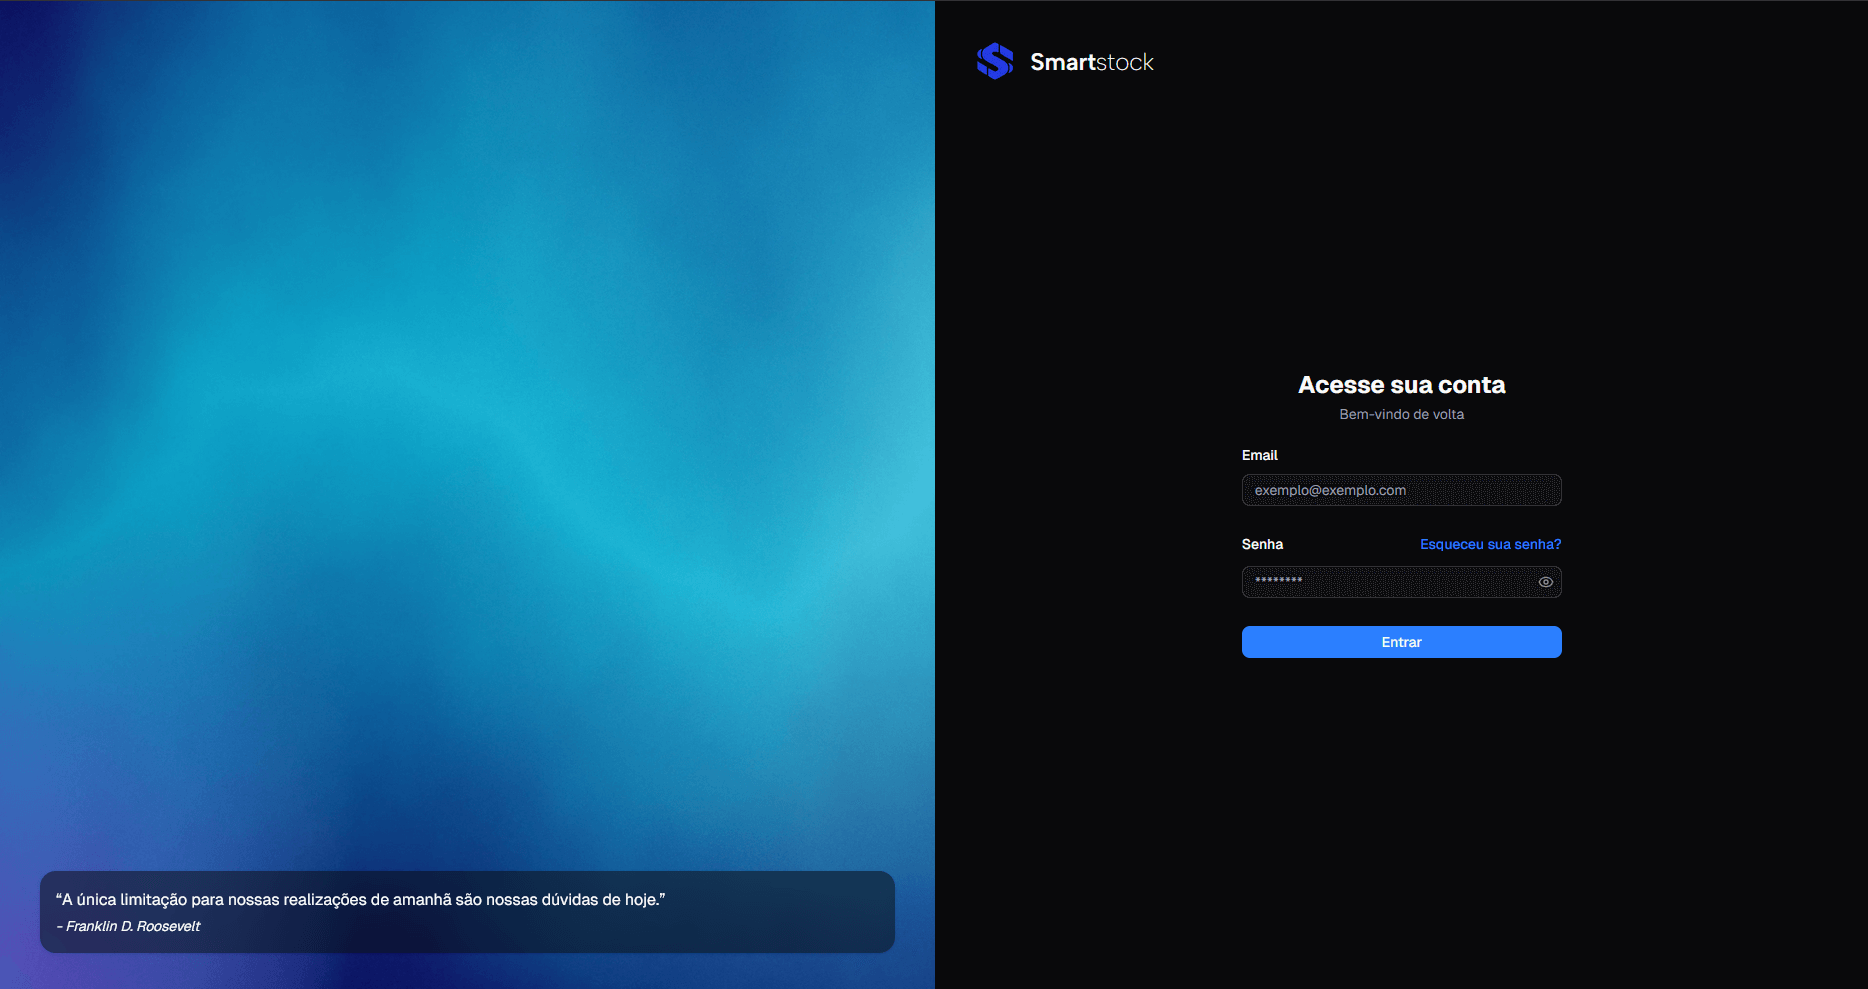 Smartstock
Acesse sua conta
Bem-vindo de volta
Email
exemplo@exemplo.com
Senha
Esqueceu sua senha?
********
Entrar
“A única limitação para nossas realizações de amanhã são nossas dúvidas de hoje.”
- Franklin D. Roosevelt